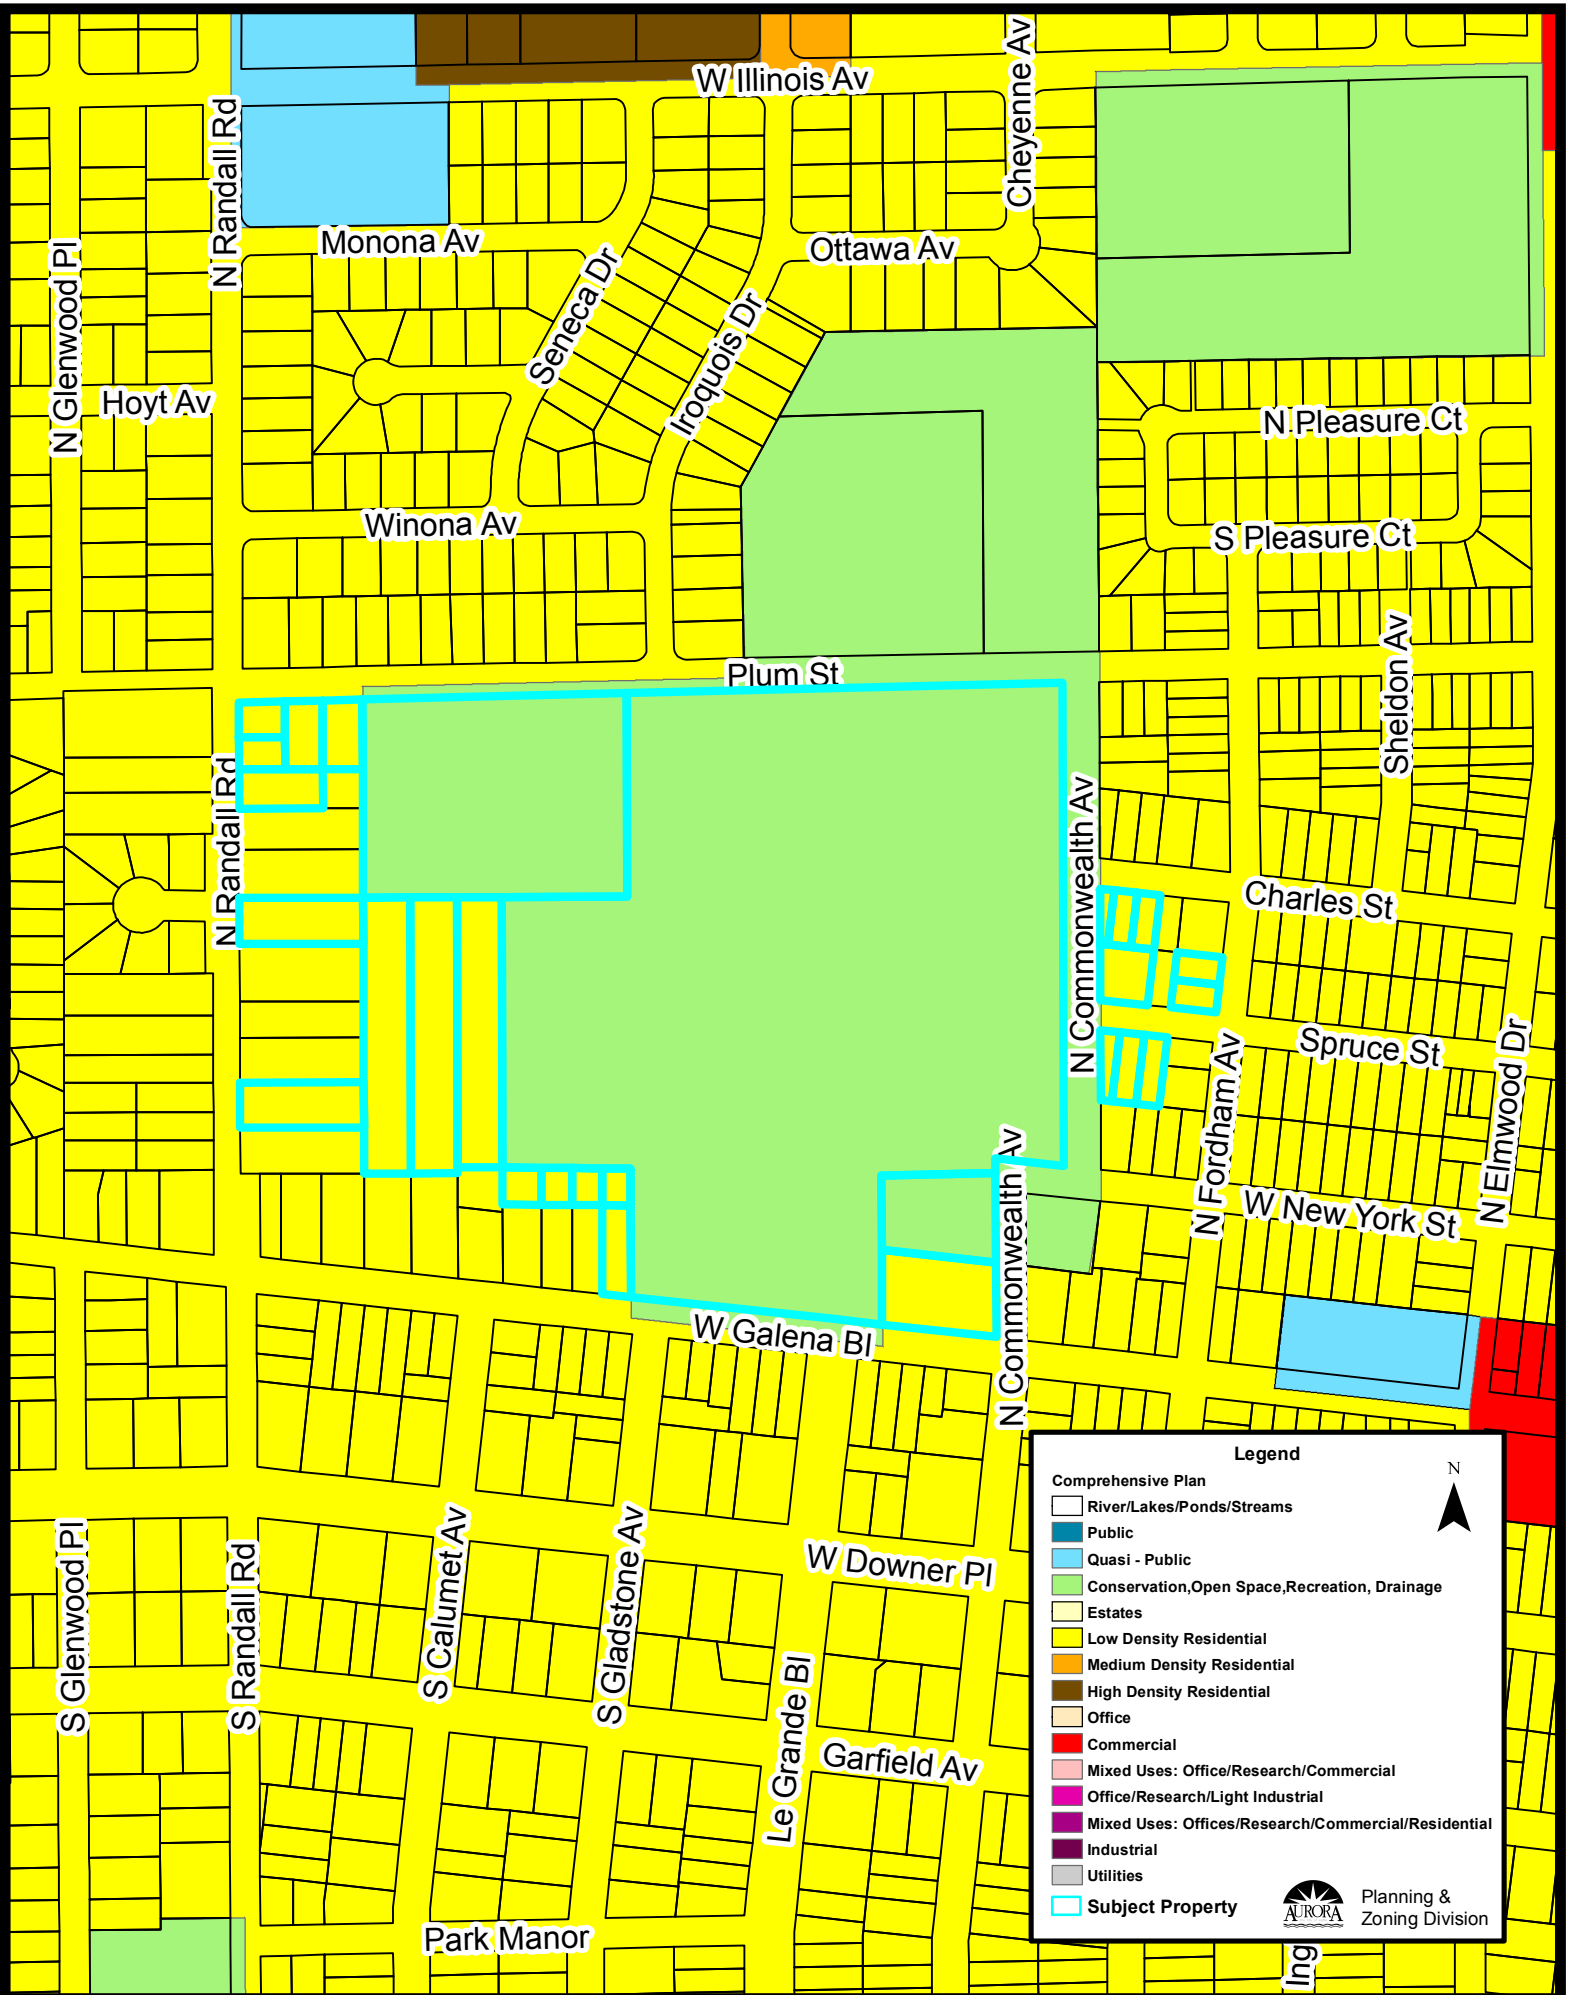 Cheyenne Av
W Illinois Av
N Randall Rd
Monona Av
Ottawa Av
N Glenwood Pl
Seneca Dr
Iroquois Dr
Hoyt Av
N Pleasure Ct
Winona Av
S Pleasure Ct
Plum St
Sheldon Av
N Randall Rd
N Commonwealth Av
Charles St
Spruce St
N Fordham Av
N Elmwood Dr
N Commonwealth Av
W New York St
W Galena Bl
W Downer Pl
S Glenwood Pl
S Randall Rd
S Calumet Av
S Gladstone Av
Le Grande Bl
Garfield Av
Park Manor
Ing
Legend
N
Comprehensive Plan
River/Lakes/Ponds/Streams
Public
Quasi - Public
Conservation,Open Space,Recreation, Drainage
Estates
Low Density Residential
Medium Density Residential
High Density Residential
Office
Commercial
Mixed Uses: Office/Research/Commercial
Office/Research/Light Industrial
Mixed Uses: Offices/Research/Commercial/Residential
Industrial
Utilities
Subject Property
AURORA
Planning &
Zoning Division